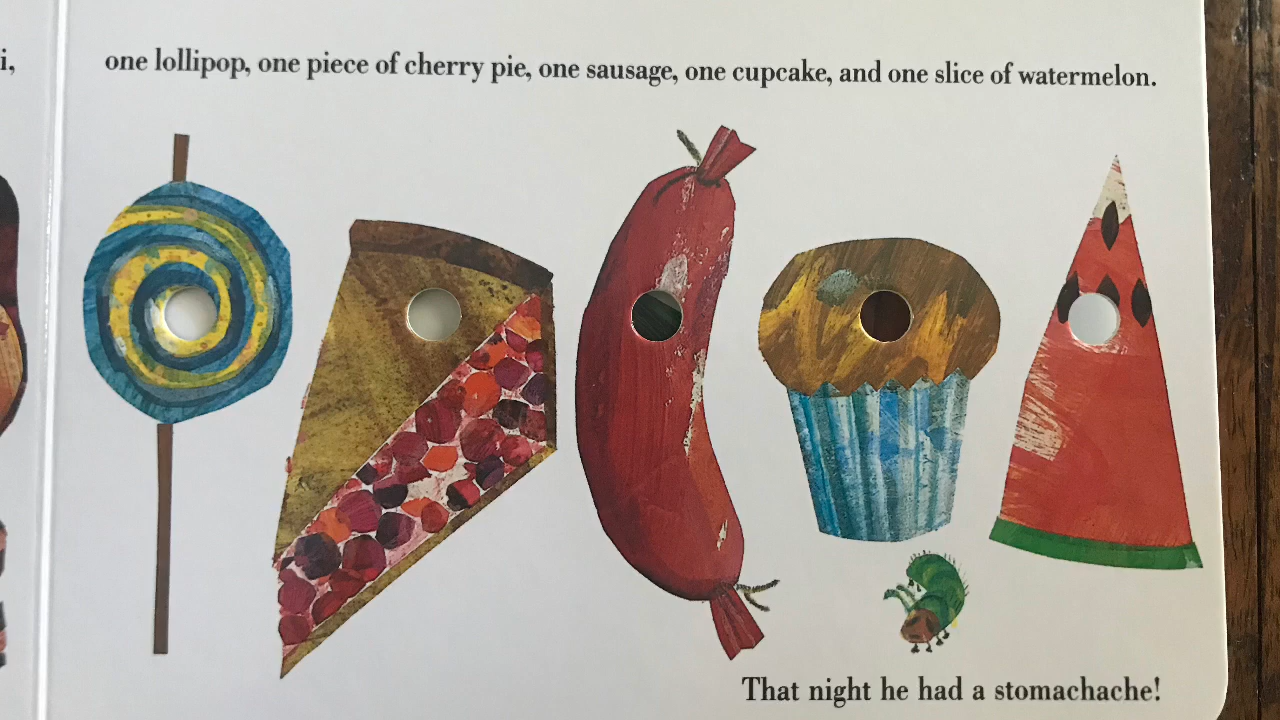 i,
one lollipop, one piece of cherry pie, one sausage, one cupcake, and one slice of watermelon.
That night he had a stomachache!